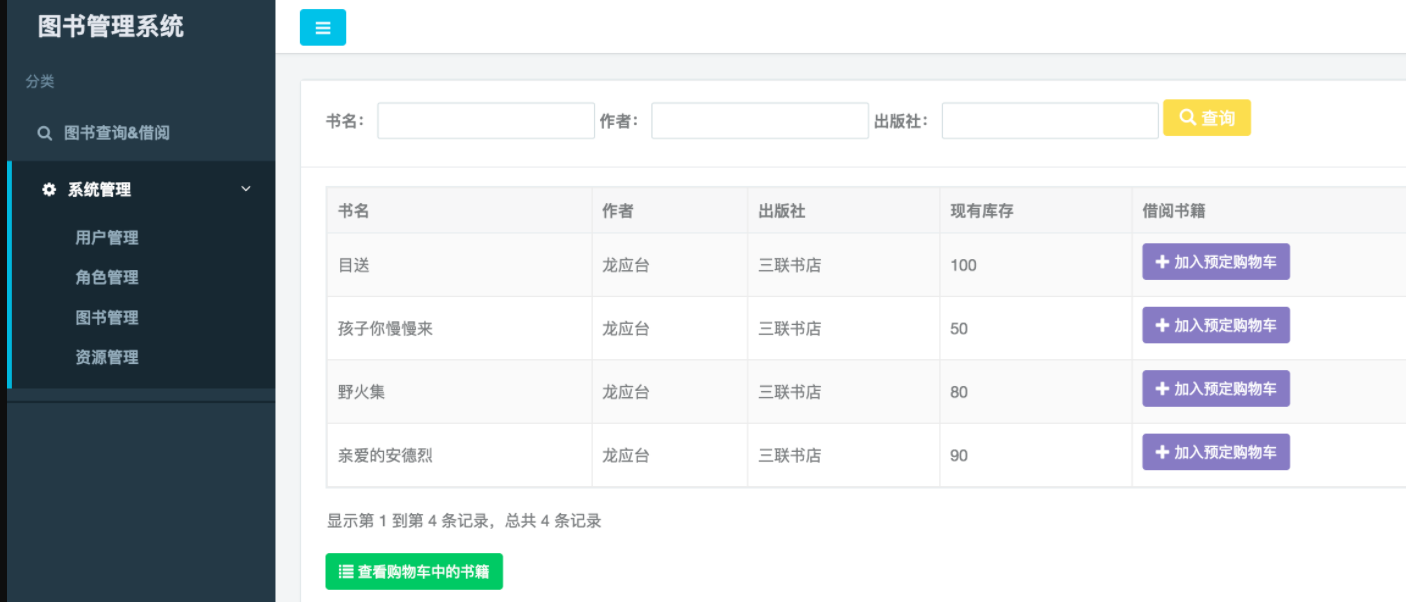 图书管理系统
分类
图书查询&借阅
系统管理
用户管理
角色管理
图书管理
资源管理
书名： 作者： 出版社： 查询
书名 作者 出版社 现有库存 借阅书籍
目送 龙应台 三联书店 100 加入预定购物车
孩子你慢慢来 龙应台 三联书店 50 加入预定购物车
野火集 龙应台 三联书店 80 加入预定购物车
亲爱的安德烈 龙应台 三联书店 90 加入预定购物车
显示第 1 到第 4 条记录，总共 4 条记录
查看购物车中的书籍